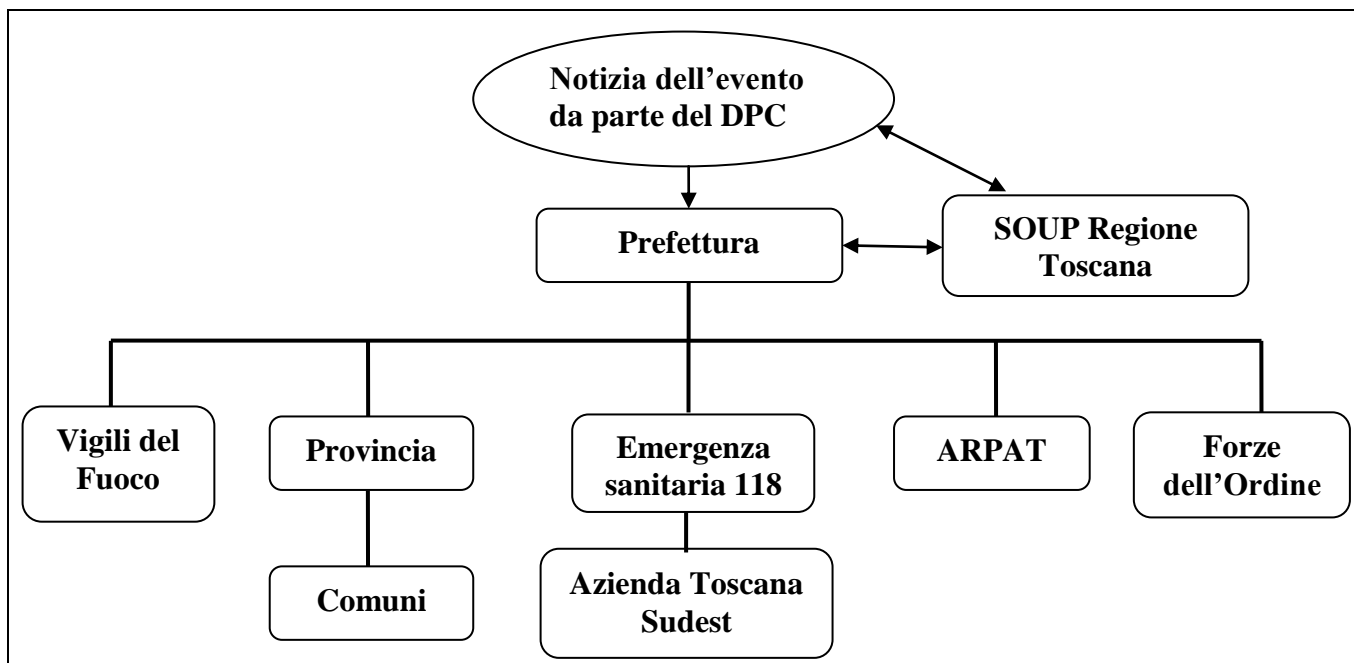 Notizia dell’evento
da parte del DPC
Prefettura
SOUP Regione
Toscana
Vigili del
Fuoco
Provincia
Emergenza
sanitaria 118
ARPAT
Forze
dell’Ordine
Comuni
Azienda Toscana
Sudest